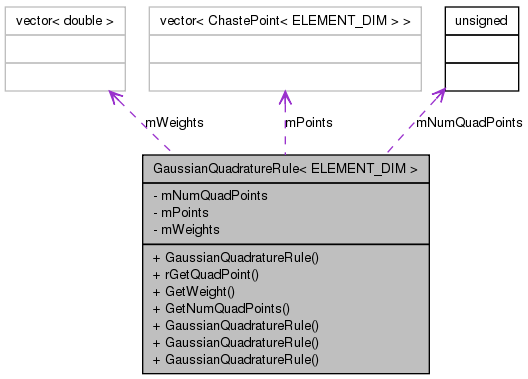 vector< double >
vector< ChastePoint< ELEMENT_DIM > >
unsigned
mWeights
mPoints
mNumQuadPoints
GaussianQuadratureRule< ELEMENT_DIM >
- mNumQuadPoints
- mPoints
- mWeights
+ GaussianQuadratureRule()
+ rGetQuadPoint()
+ GetWeight()
+ GetNumQuadPoints()
+ GaussianQuadratureRule()
+ GaussianQuadratureRule()
+ GaussianQuadratureRule()